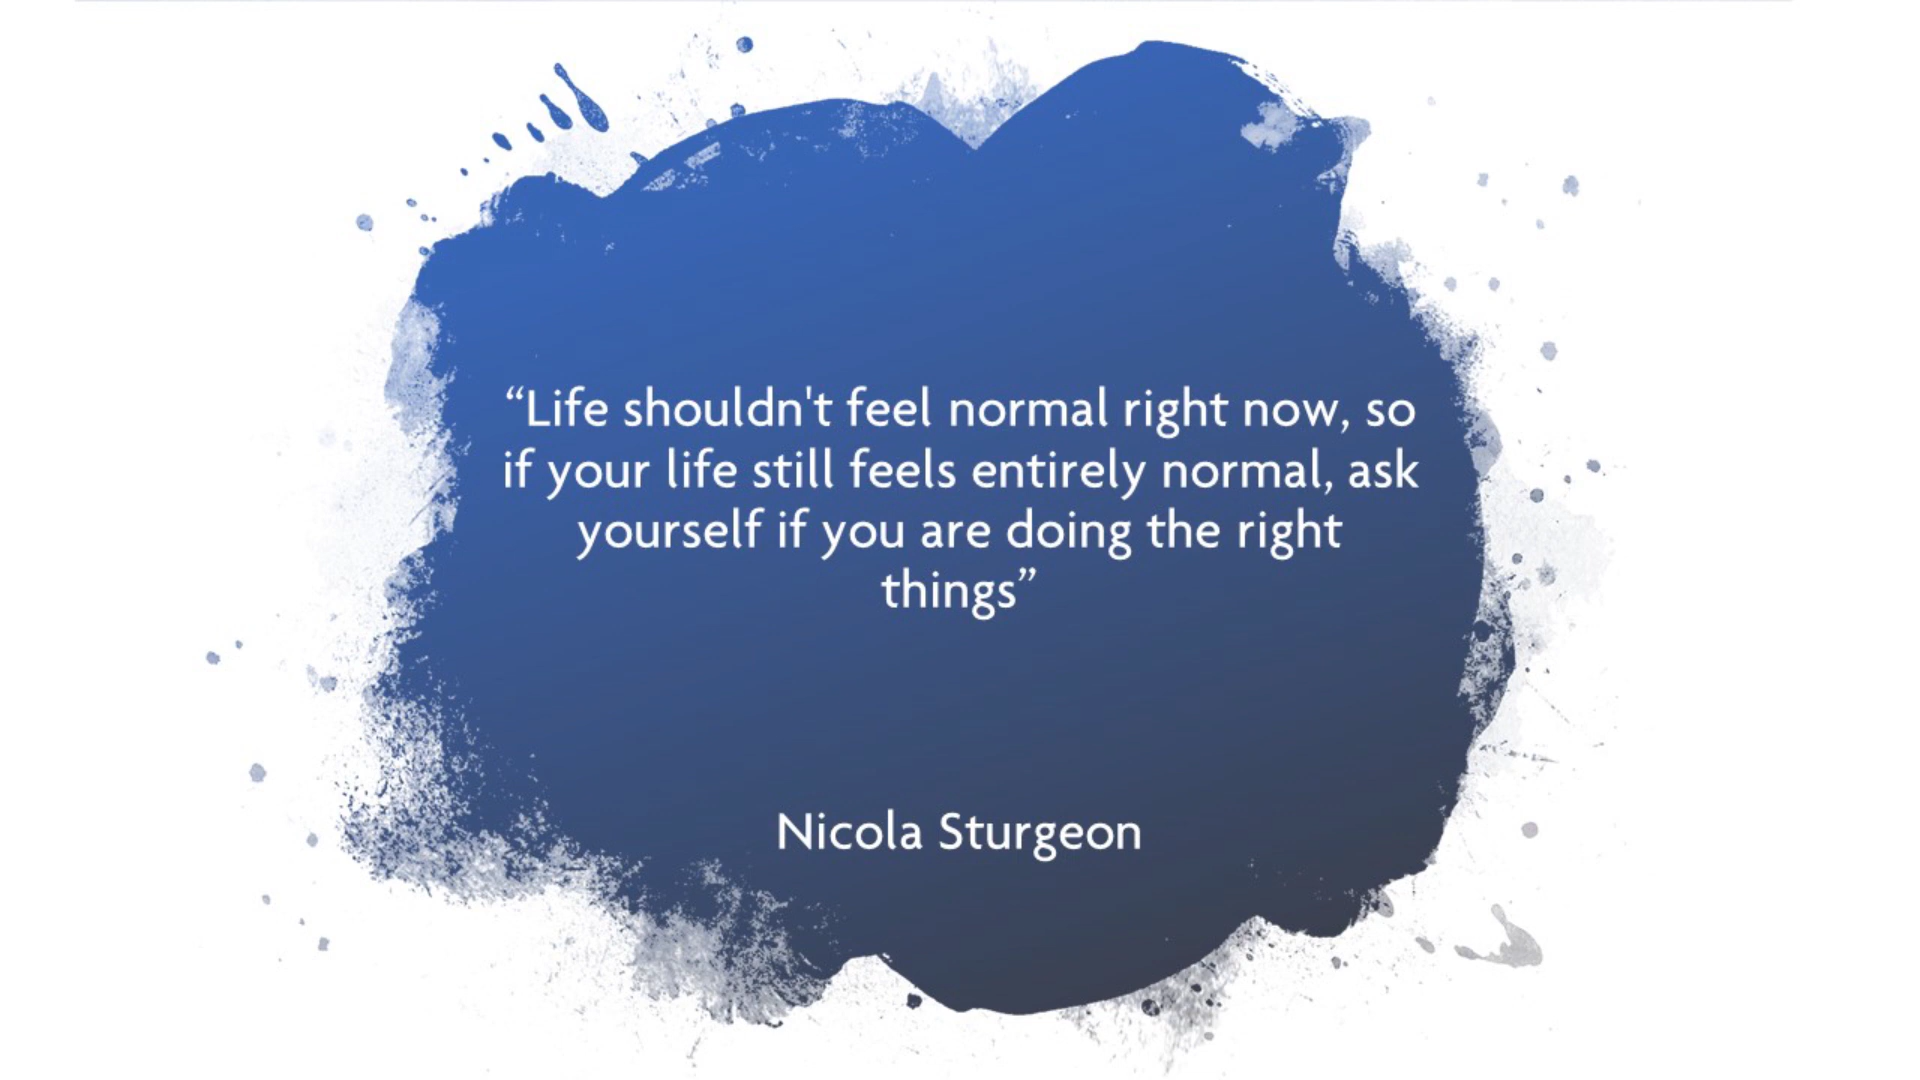 “Life shouldn't feel normal right now, so
if your life still feels entirely normal, ask
yourself if you are doing the right
things”
Nicola Sturgeon